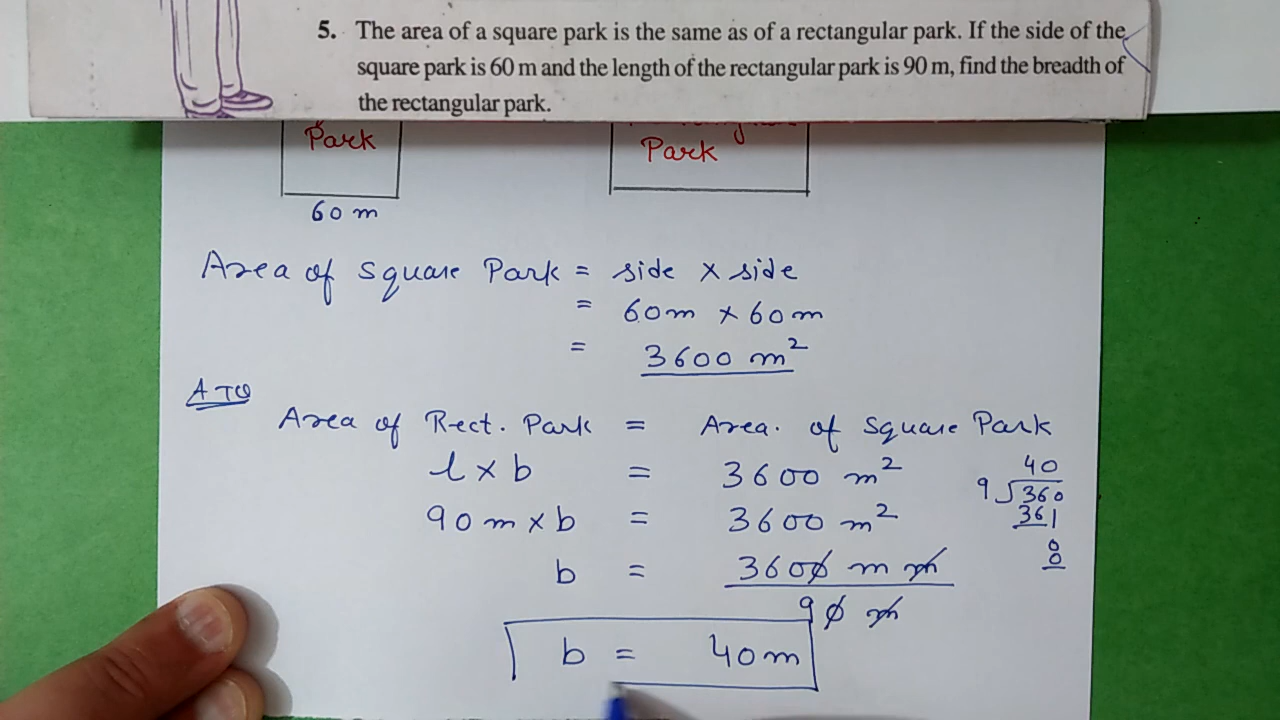 5. The area of a square park is the same as of a rectangular park. If the side of the
square park is 60 m and the length of the rectangular park is 90 m, find the breadth of
the rectangular park.
Park
Park
60 m
Area of Square Park = side × side
= 60m × 60m
= 3600 m²
ATQ
Area of Rect. Park = Area. of Square Park
l × b = 3600 m²
90 m × b = 3600 m²
b = 3600 m m
90 m
b = 40m
40
9 360
36
0
0